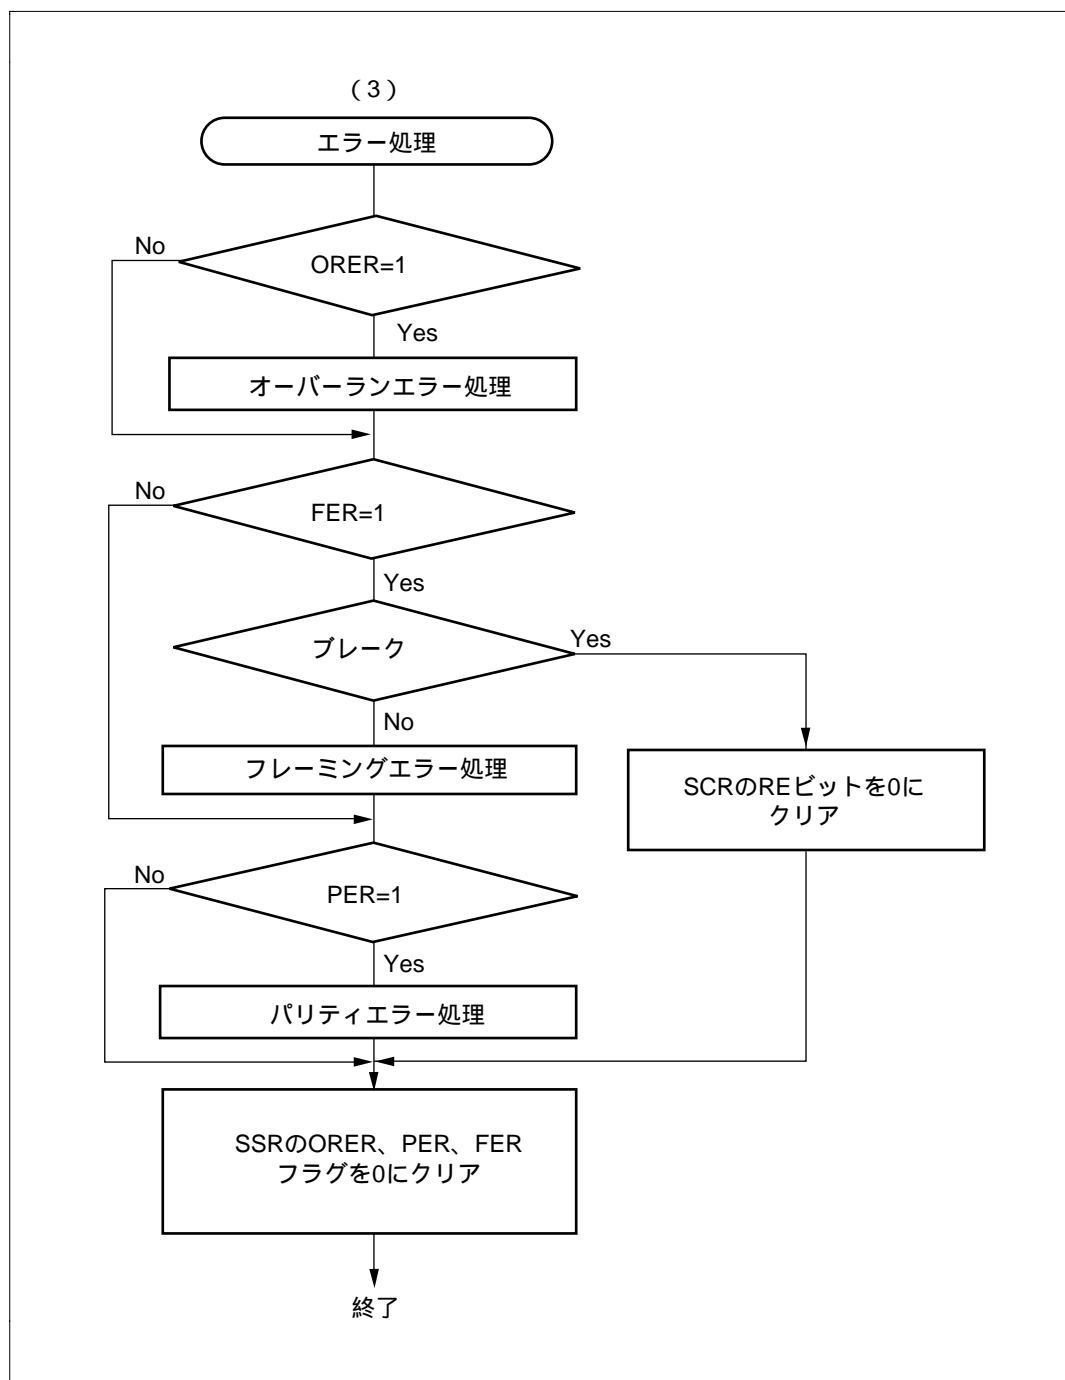 （3）
エラー処理
No
ORER=1
Yes
オーバーランエラー処理
No
FER=1
Yes
ブレーク
Yes
No
フレーミングエラー処理
SCRのREビットを0に
クリア
No
PER=1
Yes
パリティエラー処理
SSRのORER、PER、FER
フラグを0にクリア
終了